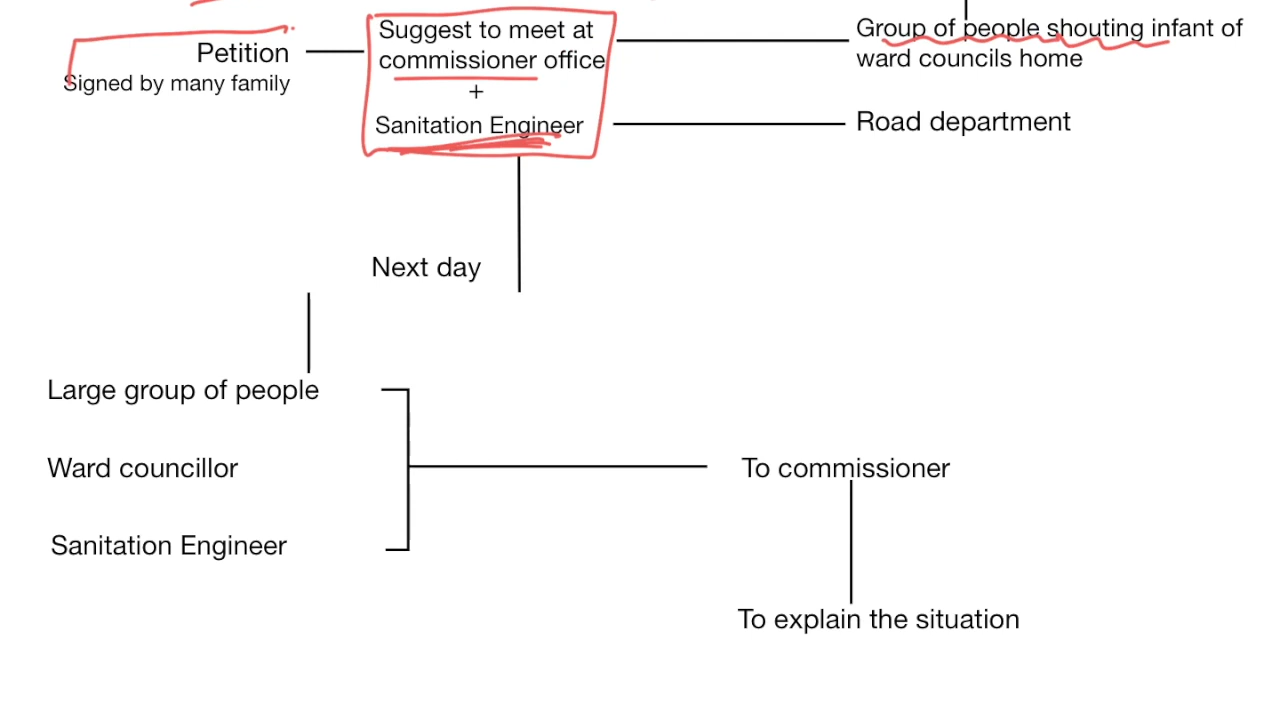 Petition
Signed by many family
Suggest to meet at
commissioner office
+
Sanitation Engineer
Group of people shouting infant of
ward councils home
Road department
Next day
Large group of people
Ward councillor
Sanitation Engineer
To commissioner
To explain the situation